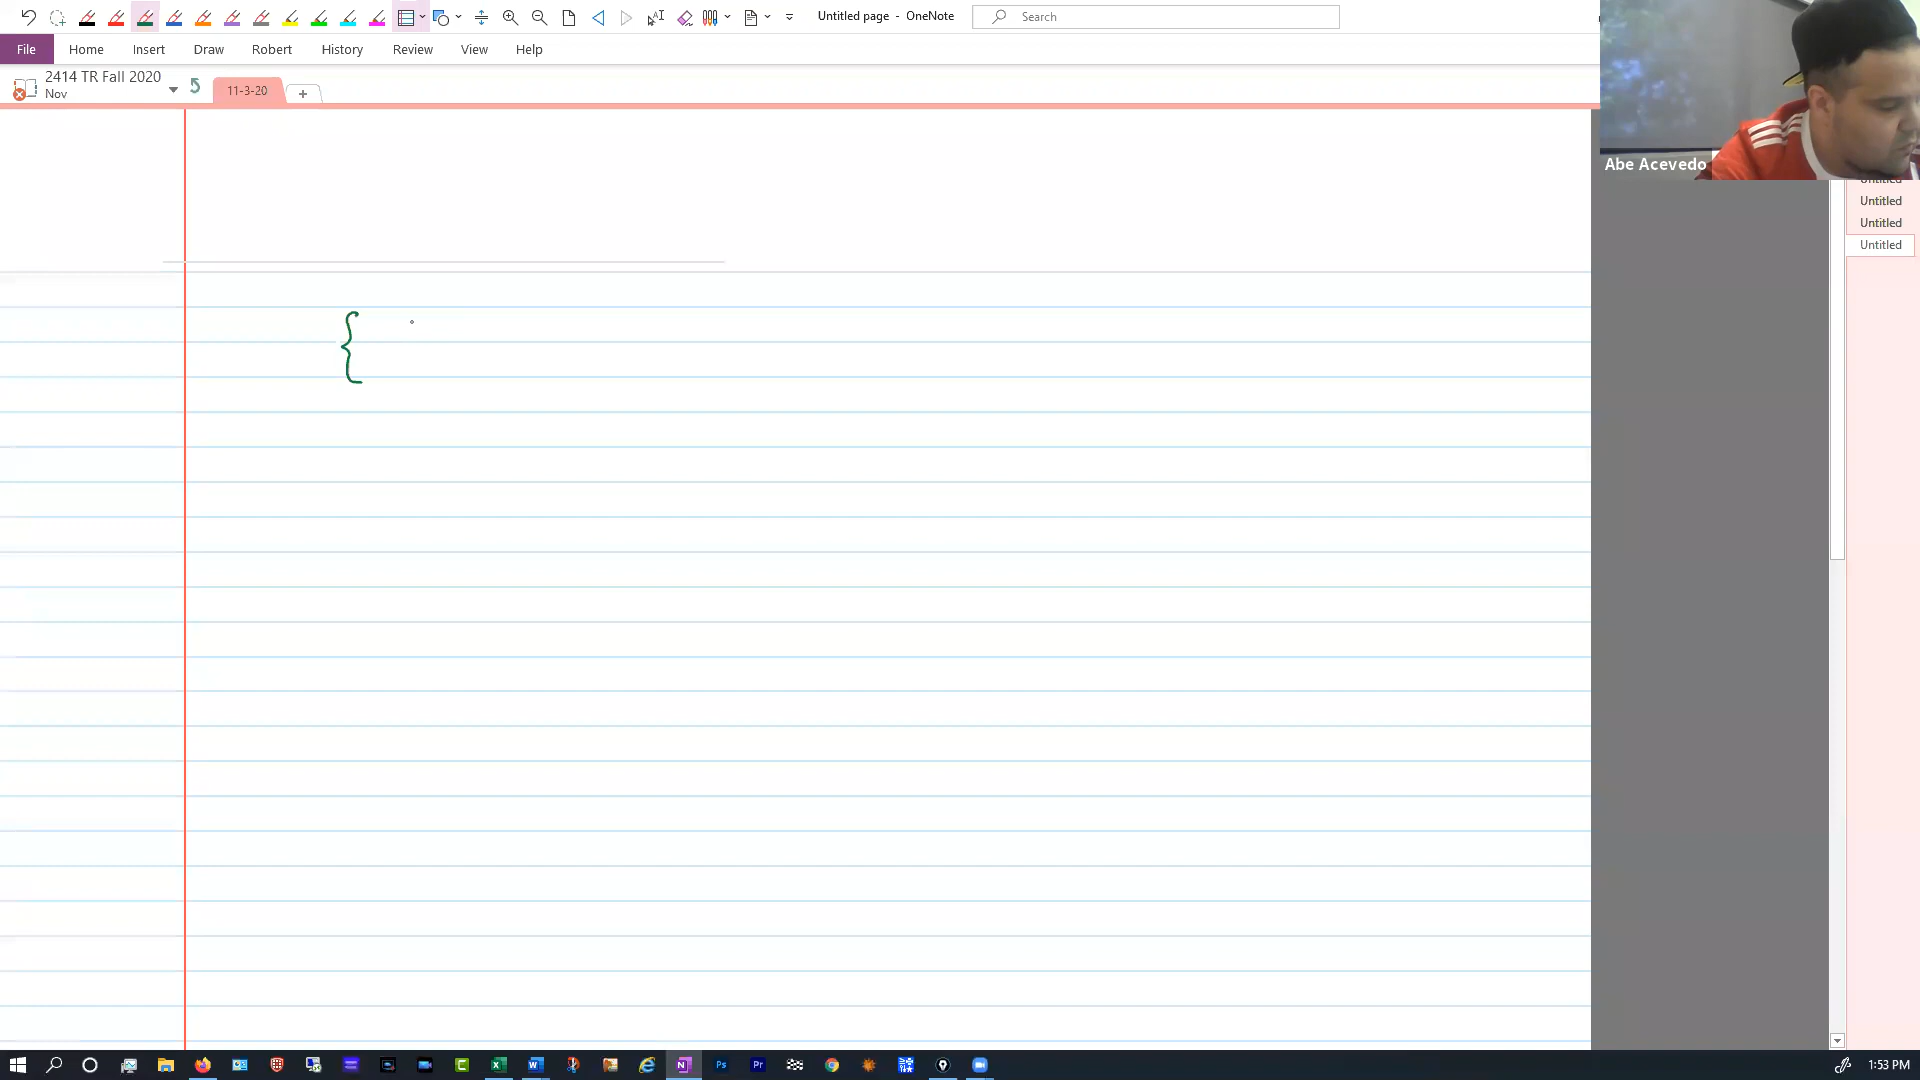 Untitled page - OneNote
Search
File
Home
Insert
Draw
Robert
History
Review
View
Help
2414 TR Fall 2020
Nov
11-3-20
+
Abe Acevedo
Untitled
Untitled
Untitled
Untitled
{
1:53 PM